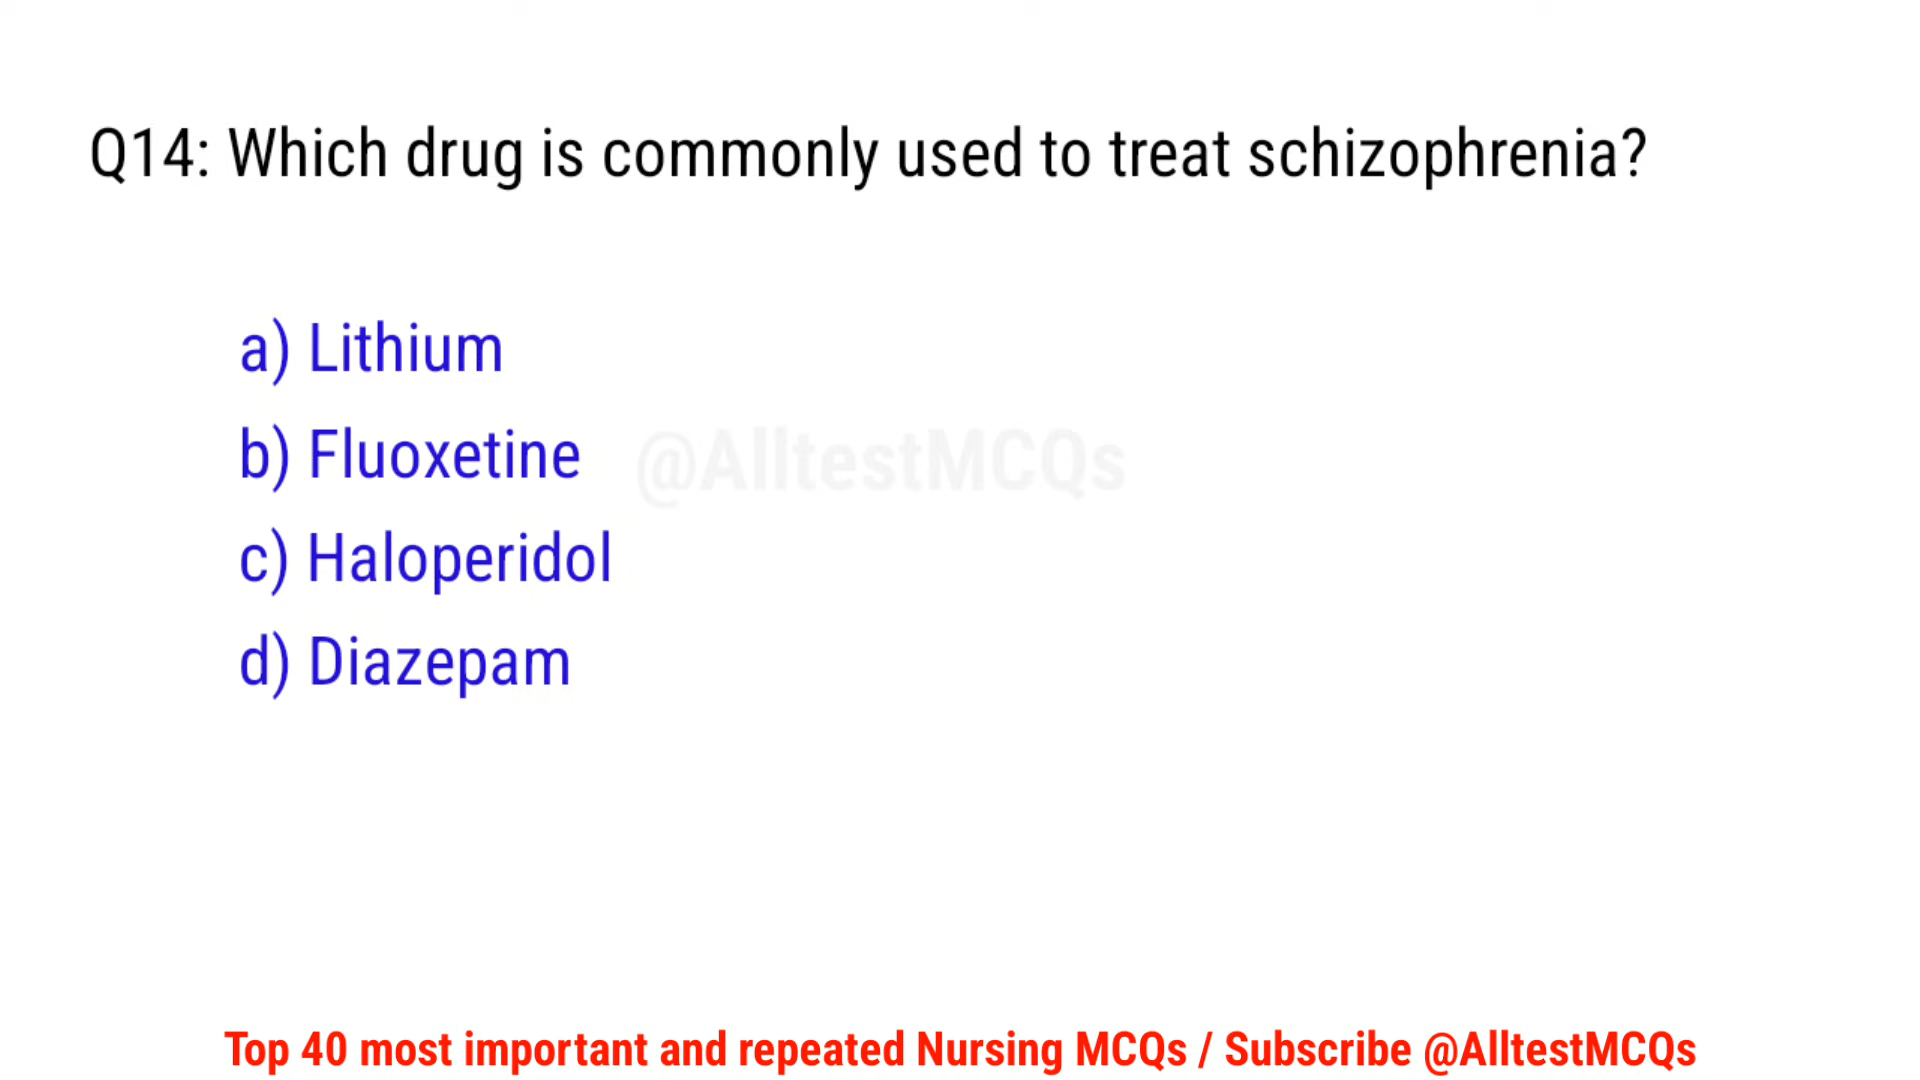 Q14: Which drug is commonly used to treat schizophrenia?
a) Lithium
b) Fluoxetine
@AlltestMCQs
c) Haloperidol
d) Diazepam
Top 40 most important and repeated Nursing MCQs / Subscribe @AlltestMCQs